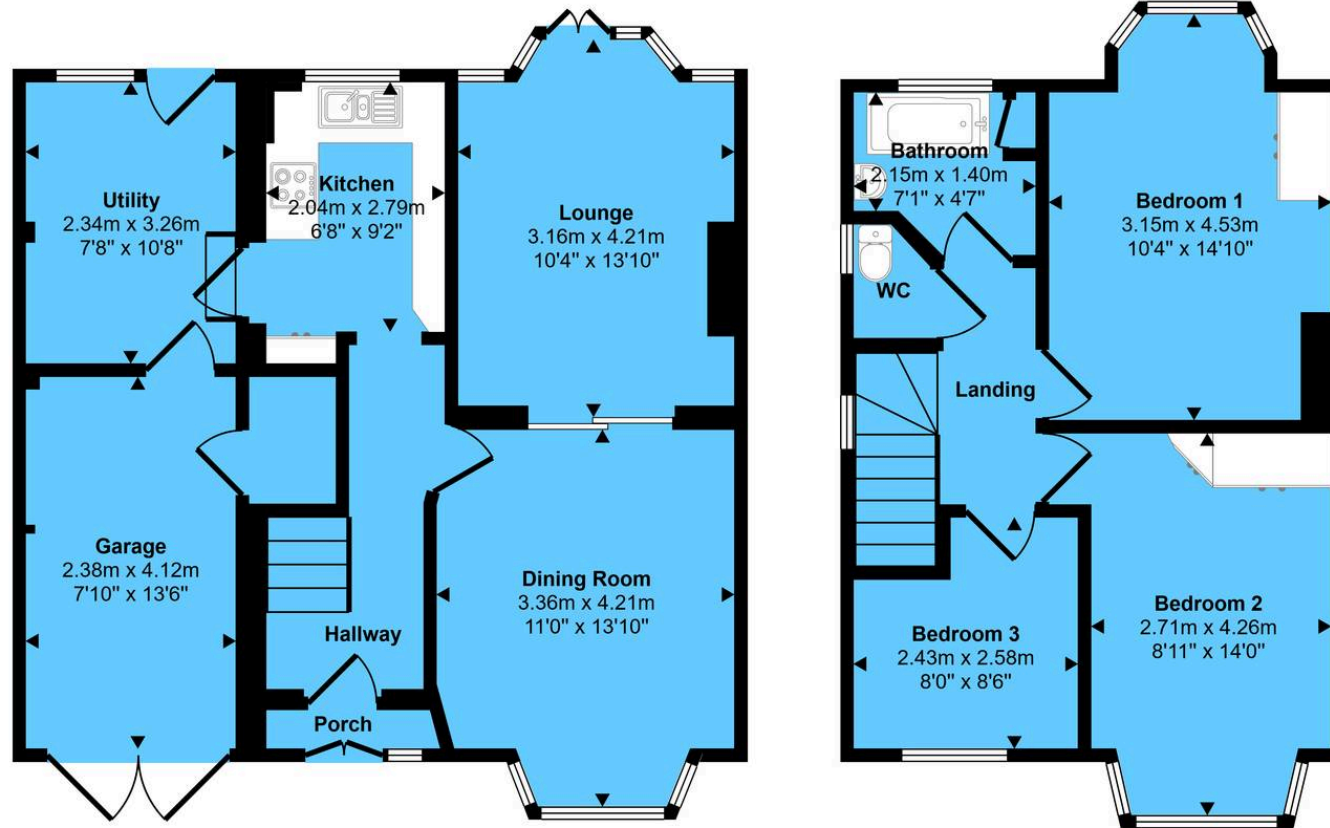 Utility
2.34m x 3.26m
7'8" x 10'8"
Kitchen
2.04m x 2.79m
6'8" x 9'2"
Lounge
3.16m x 4.21m
10'4" x 13'10"
Garage
2.38m x 4.12m
7'10" x 13'6"
Hallway
Porch
Dining Room
3.36m x 4.21m
11'0" x 13'10"
Bathroom
2.15m x 1.40m
7'1" x 4'7"
WC
Bedroom 1
3.15m x 4.53m
10'4" x 14'10"
Landing
Bedroom 3
2.43m x 2.58m
8'0" x 8'6"
Bedroom 2
2.71m x 4.26m
8'11" x 14'0"